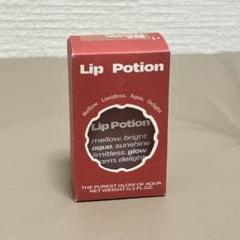 Lip Potion
Mellow, Limitless, Aqua, Delight
Lip Potion
mellow. bright
aqua. sunshine
limitless. glow
delight
THE PUREST GLOW OF AQUA
NET WEIGHT 0.3 FL.OZ.